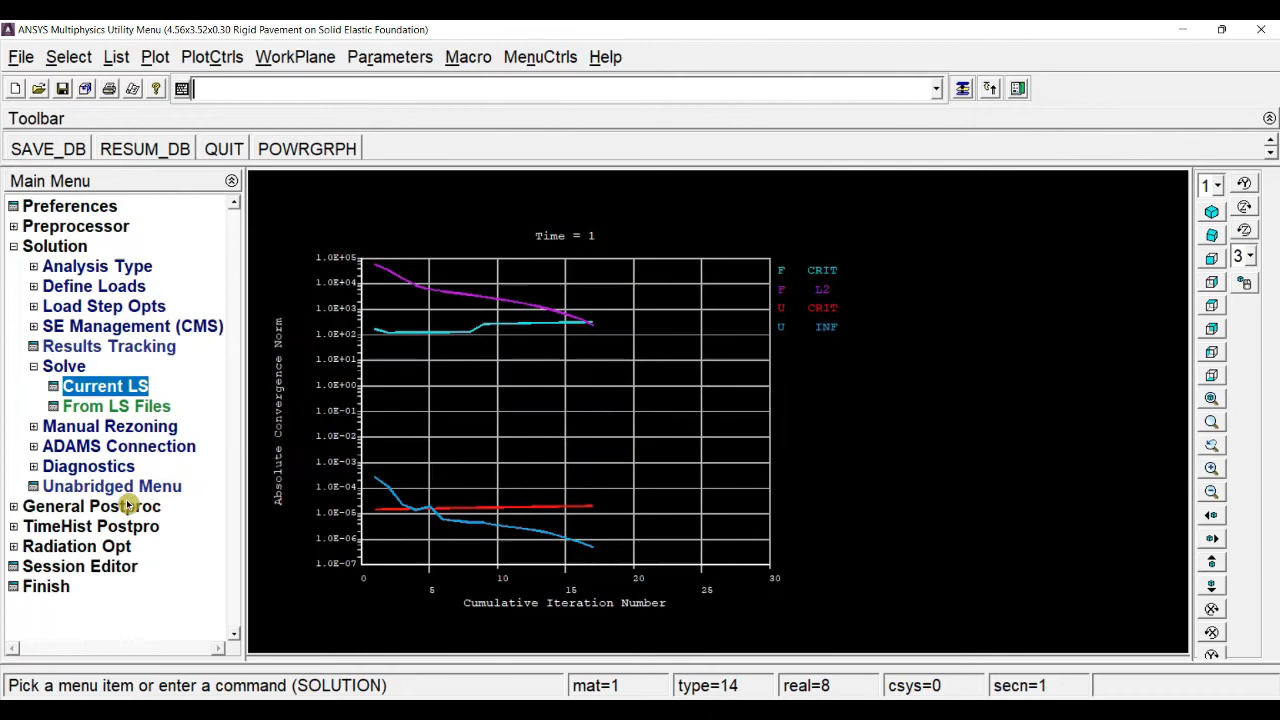 ANSYS Multiphysics Utility Menu (4.56x3.52x0.30 Rigid Pavement on Solid Elastic Foundation)
File Select List Plot PlotCtrls WorkPlane Parameters Macro MenuCtrls Help
Toolbar
SAVE_DB RESUM_DB QUIT POWRGRPH
Main Menu
Preferences
Preprocessor
Solution
Analysis Type
Define Loads
Load Step Opts
SE Management (CMS)
Results Tracking
Solve
Current LS
From LS Files
Manual Rezoning
ADAMS Connection
Diagnostics
Unabridged Menu
General Postproc
TimeHist Postpro
Radiation Opt
Session Editor
Finish
Time = 1
Absolute Convergence Norm
1.0E+05
1.0E+04
1.0E+03
1.0E+02
1.0E+01
1.0E+00
1.0E-01
1.0E-02
1.0E-03
1.0E-04
1.0E-05
1.0E-06
1.0E-07
0 5 10 15 20 25 30
Cumulative Iteration Number
F CRIT
F L2
U CRIT
U INF
1
3
Pick a menu item or enter a command (SOLUTION) mat=1 type=14 real=8 csys=0 secn=1